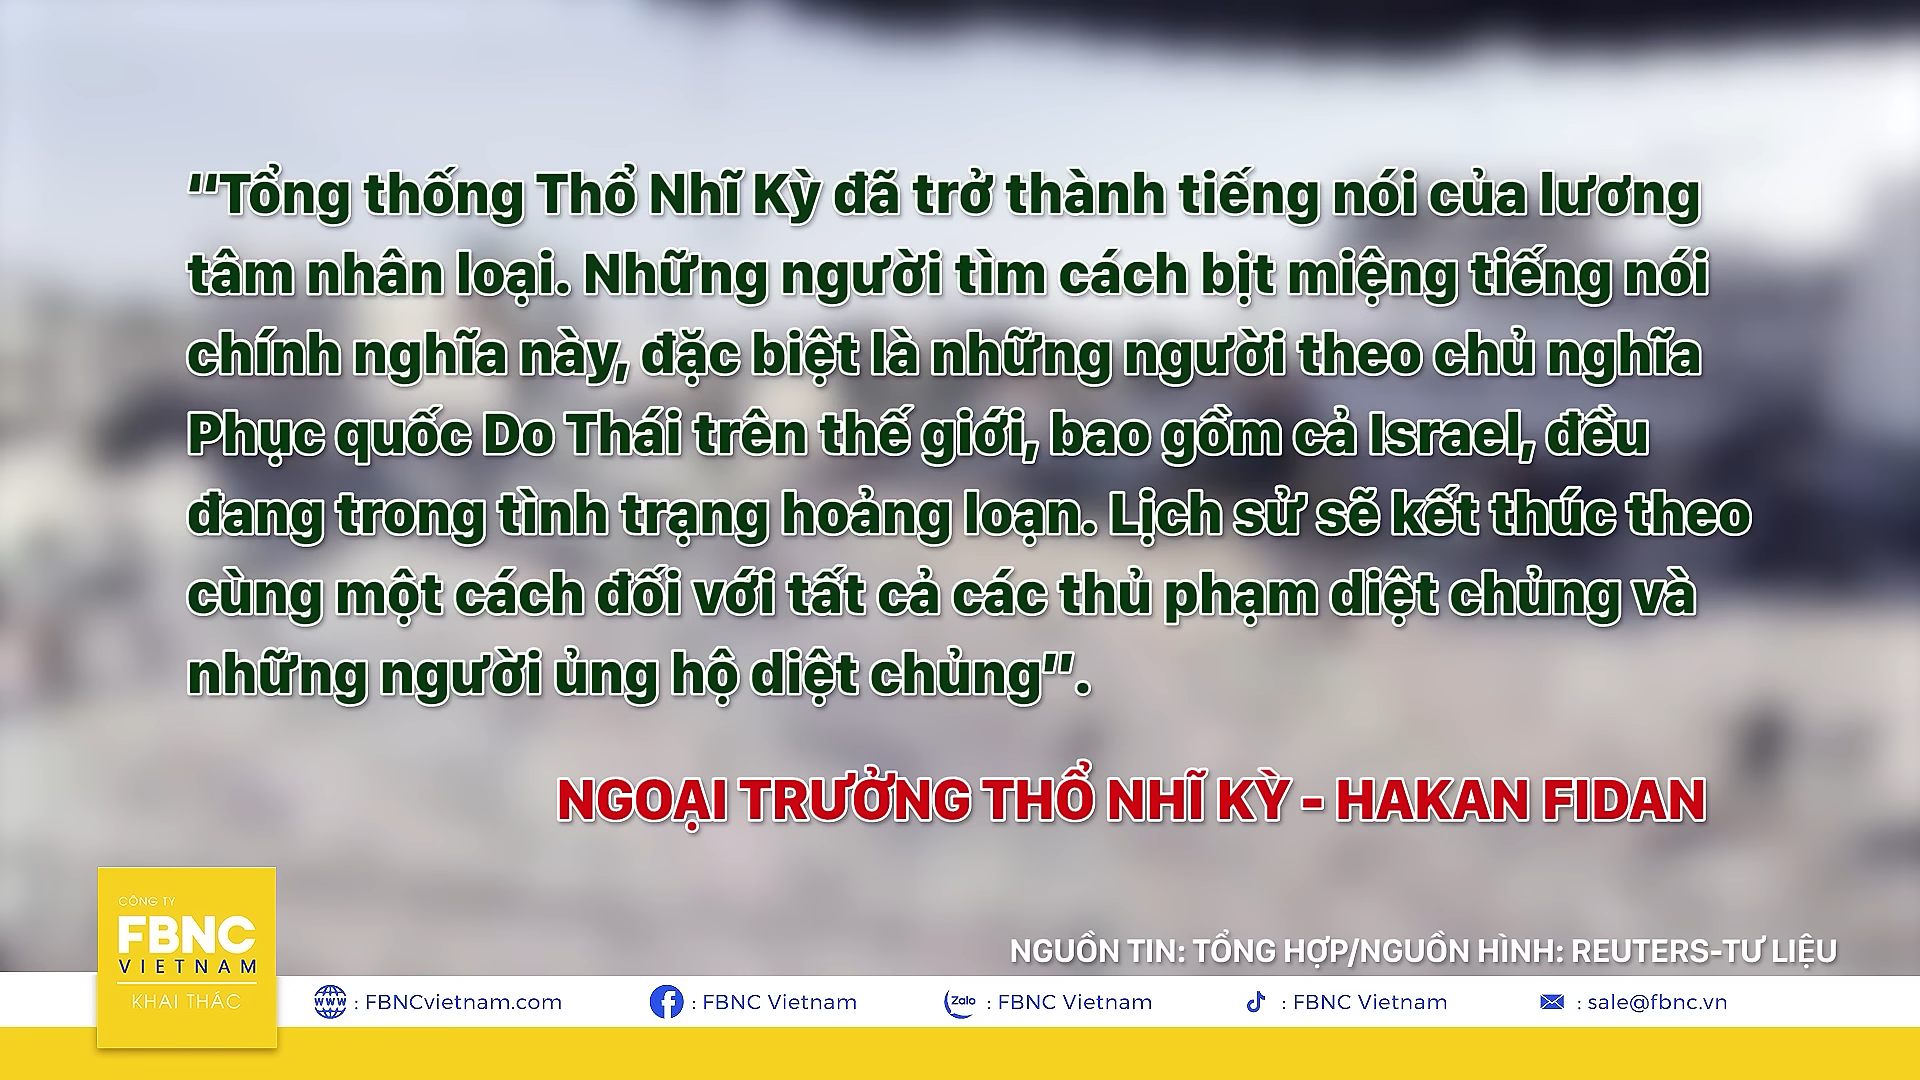 “Tổng thống Thổ Nhĩ Kỳ đã trở thành tiếng nói của lương
tâm nhân loại. Những người tìm cách bịt miệng tiếng nói
chính nghĩa này, đặc biệt là những người theo chủ nghĩa
Phục quốc Do Thái trên thế giới, bao gồm cả Israel, đều
đang trong tình trạng hoảng loạn. Lịch sử sẽ kết thúc theo
cùng một cách đối với tất cả các thủ phạm diệt chủng và
những người ủng hộ diệt chủng”.
NGOẠI TRƯỞNG THỔ NHĨ KỲ - HAKAN FIDAN
NGUỒN TIN: TỔNG HỢP/NGUỒN HÌNH: REUTERS-TƯ LIỆU
CÔNG TY
FBNC
VIETNAM
KHAI THÁC
: FBNCvietnam.com : FBNC Vietnam Zalo : FBNC Vietnam : FBNC Vietnam : sale@fbnc.vn